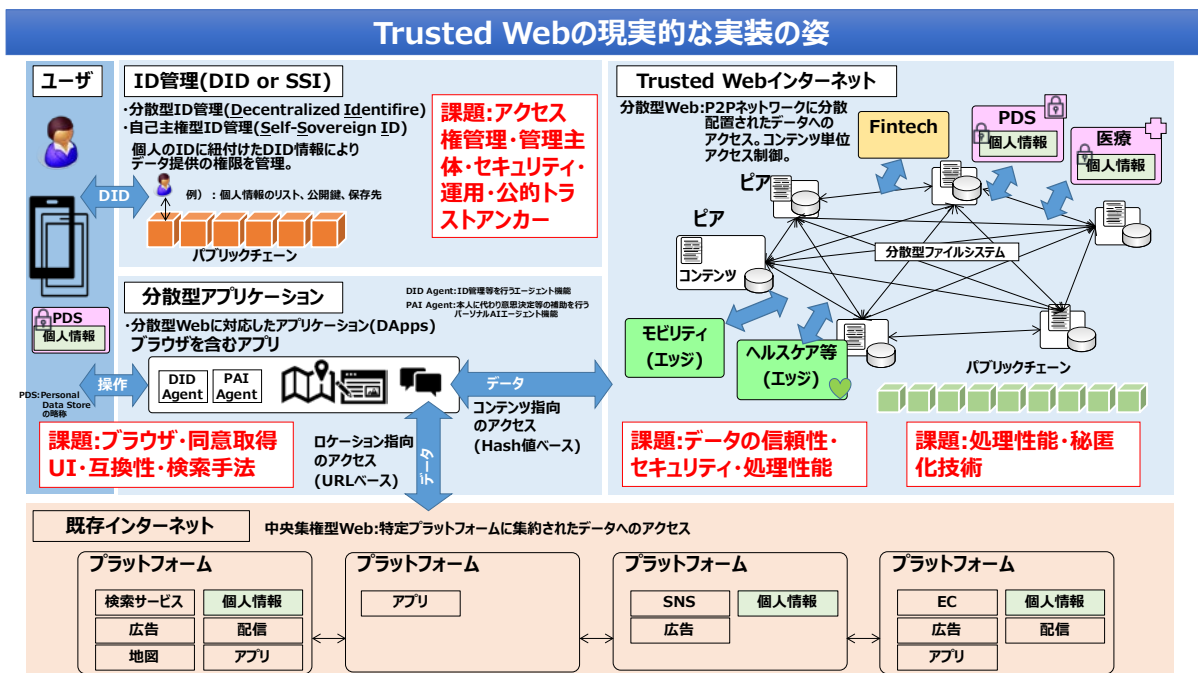 Trusted Webの現実的な実装の姿
ユーザ
DID
PDS
個人情報
操作
PDS:Personal
Data Store
の略称
ID管理(DID or SSI)
・分散型ID管理(Decentralized Identifire)
・自己主権型ID管理(Self-Sovereign ID)
個人のIDに紐付けたDID情報により
データ提供の権限を管理。
例）：個人情報のリスト、公開鍵、保存先
パブリックチェーン
課題:アクセス
権管理・管理主
体・セキュリティ・
運用・公的トラ
ストアンカー
分散型アプリケーション
DID Agent:ID管理等を行うエージェント機能
PAI Agent:本人に代わり意思決定等の補助を行う
パーソナルAIエージェント機能
・分散型Webに対応したアプリケーション(DApps)
ブラウザを含むアプリ
DID
Agent
PAI
Agent
データ
コンテンツ指向
のアクセス
(Hash値ベース)
ロケーション指向
のアクセス
(URLベース)
データ
課題:ブラウザ・同意取得
UI・互換性・検索手法
Trusted Webインターネット
分散型Web:P2Pネットワークに分散
配置されたデータへの
アクセス。コンテンツ単位
アクセス制御。
Fintech
PDS
個人情報
医療
個人情報
ピア
ピア
コンテンツ
分散型ファイルシステム
モビリティ
(エッジ)
ヘルスケア等
(エッジ)
パブリックチェーン
課題:データの信頼性・
セキュリティ・処理性能
課題:処理性能・秘匿
化技術
既存インターネット
中央集権型Web:特定プラットフォームに集約されたデータへのアクセス
プラットフォーム
検索サービス
個人情報
広告
配信
地図
アプリ
プラットフォーム
アプリ
プラットフォーム
SNS
個人情報
広告
プラットフォーム
EC
個人情報
広告
配信
アプリ